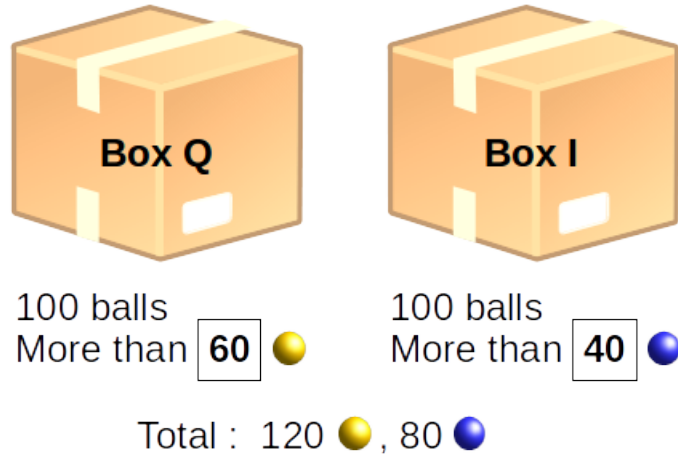 Box Q
Box I
100 balls
More than 60
100 balls
More than 40
Total : 120 , 80